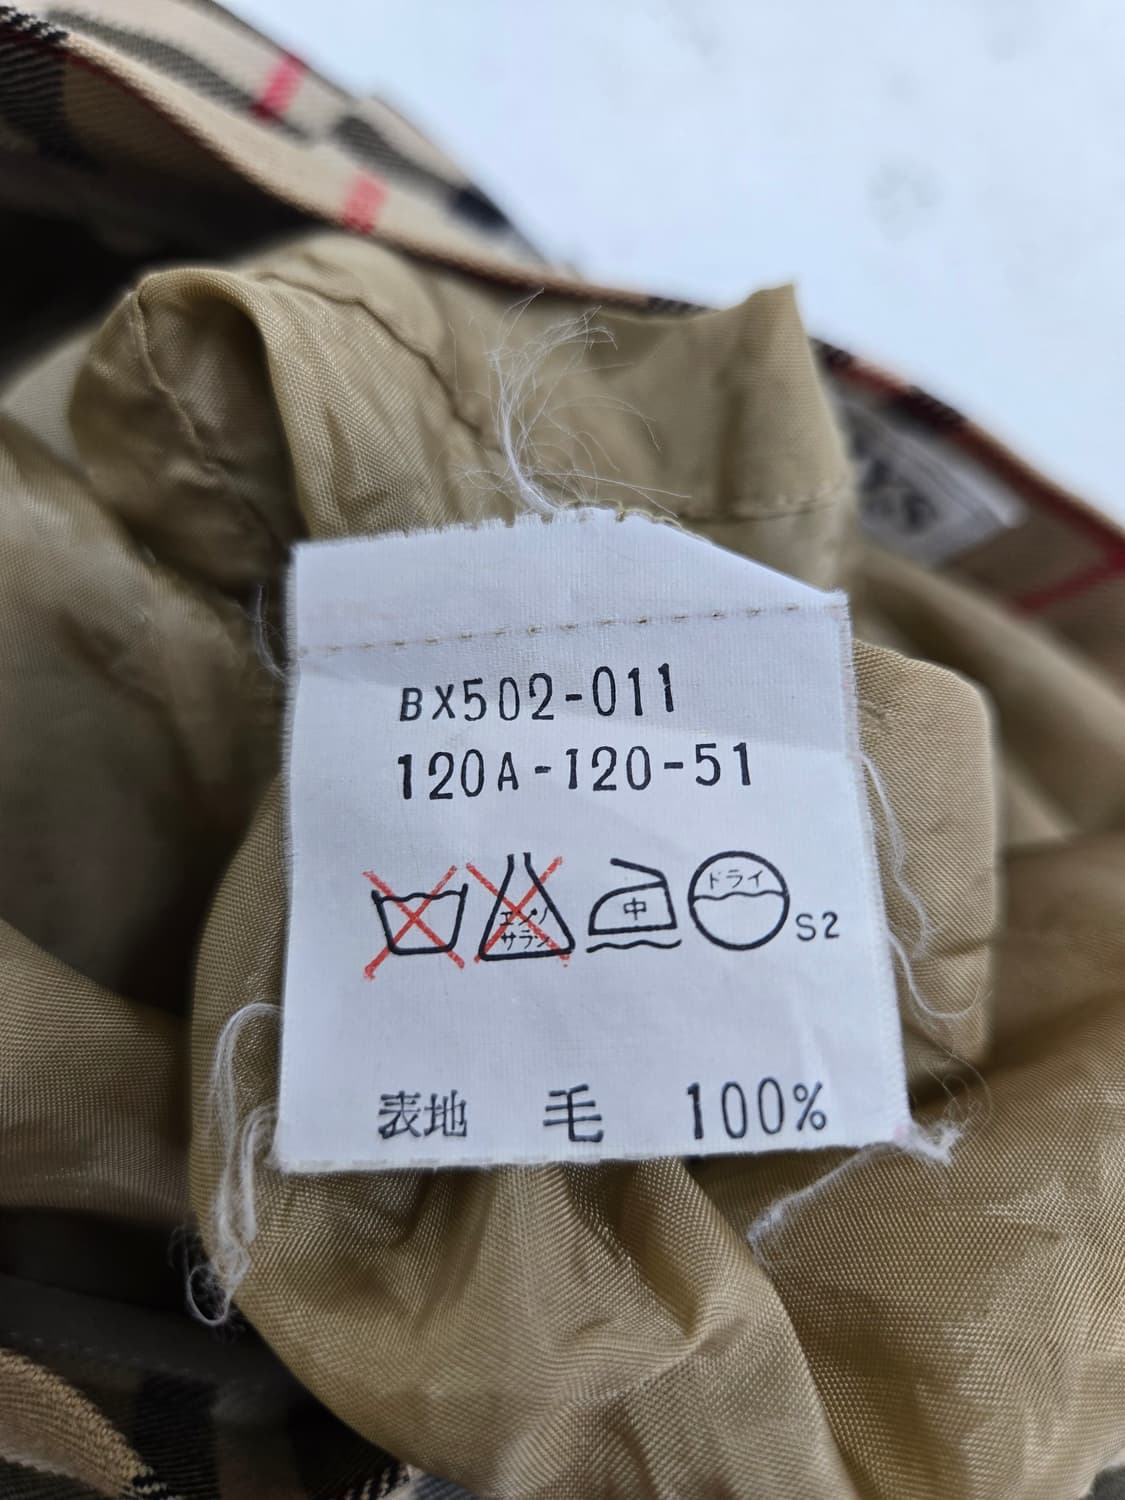 BX502-011
120A-120-51
エンソ
サラシ
中
ドライ
S2
表地 毛 100%